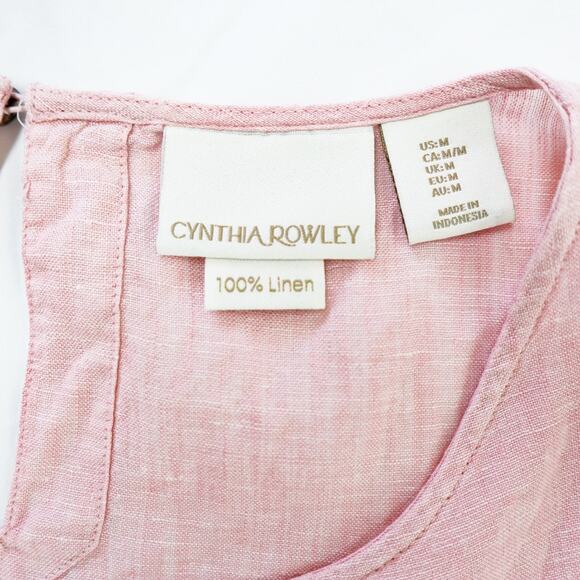 CYNTHIA ROWLEY
100% Linen
US: M
CA: M/M
UK: M
EU: M
AU: M
MADE IN
INDONESIA